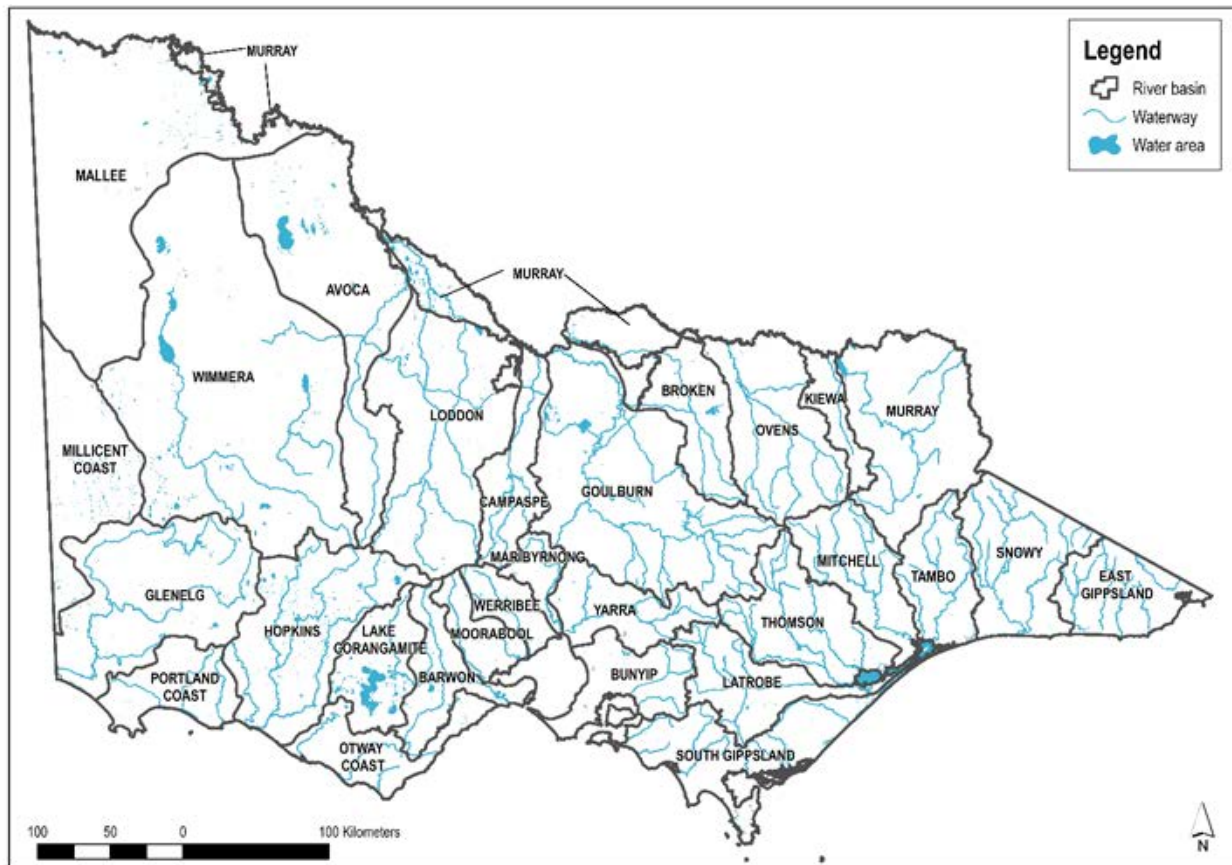 Legend
River basin
Waterway
Water area
MURRAY
MALLEE
MURRAY
AVOCA
WIMMERA
BROKEN
KIEWA
MURRAY
LODDON
OVENS
MILLICENT
COAST
GOULBURN
CAMPASPE
MARIBYRNONG
MITCHELL
SNOWY
TAMBO
EAST
GIPPSLAND
GLENELG
WERRIBEE
YARRA
THOMSON
HOPKINS
LAKE
CORANGAMITE
MOORABOOL
PORTLAND
COAST
BARWON
BUNYIP
LATROBE
OTWAY
COAST
SOUTH GIPPSLAND
100 50 0 100 Kilometers
N